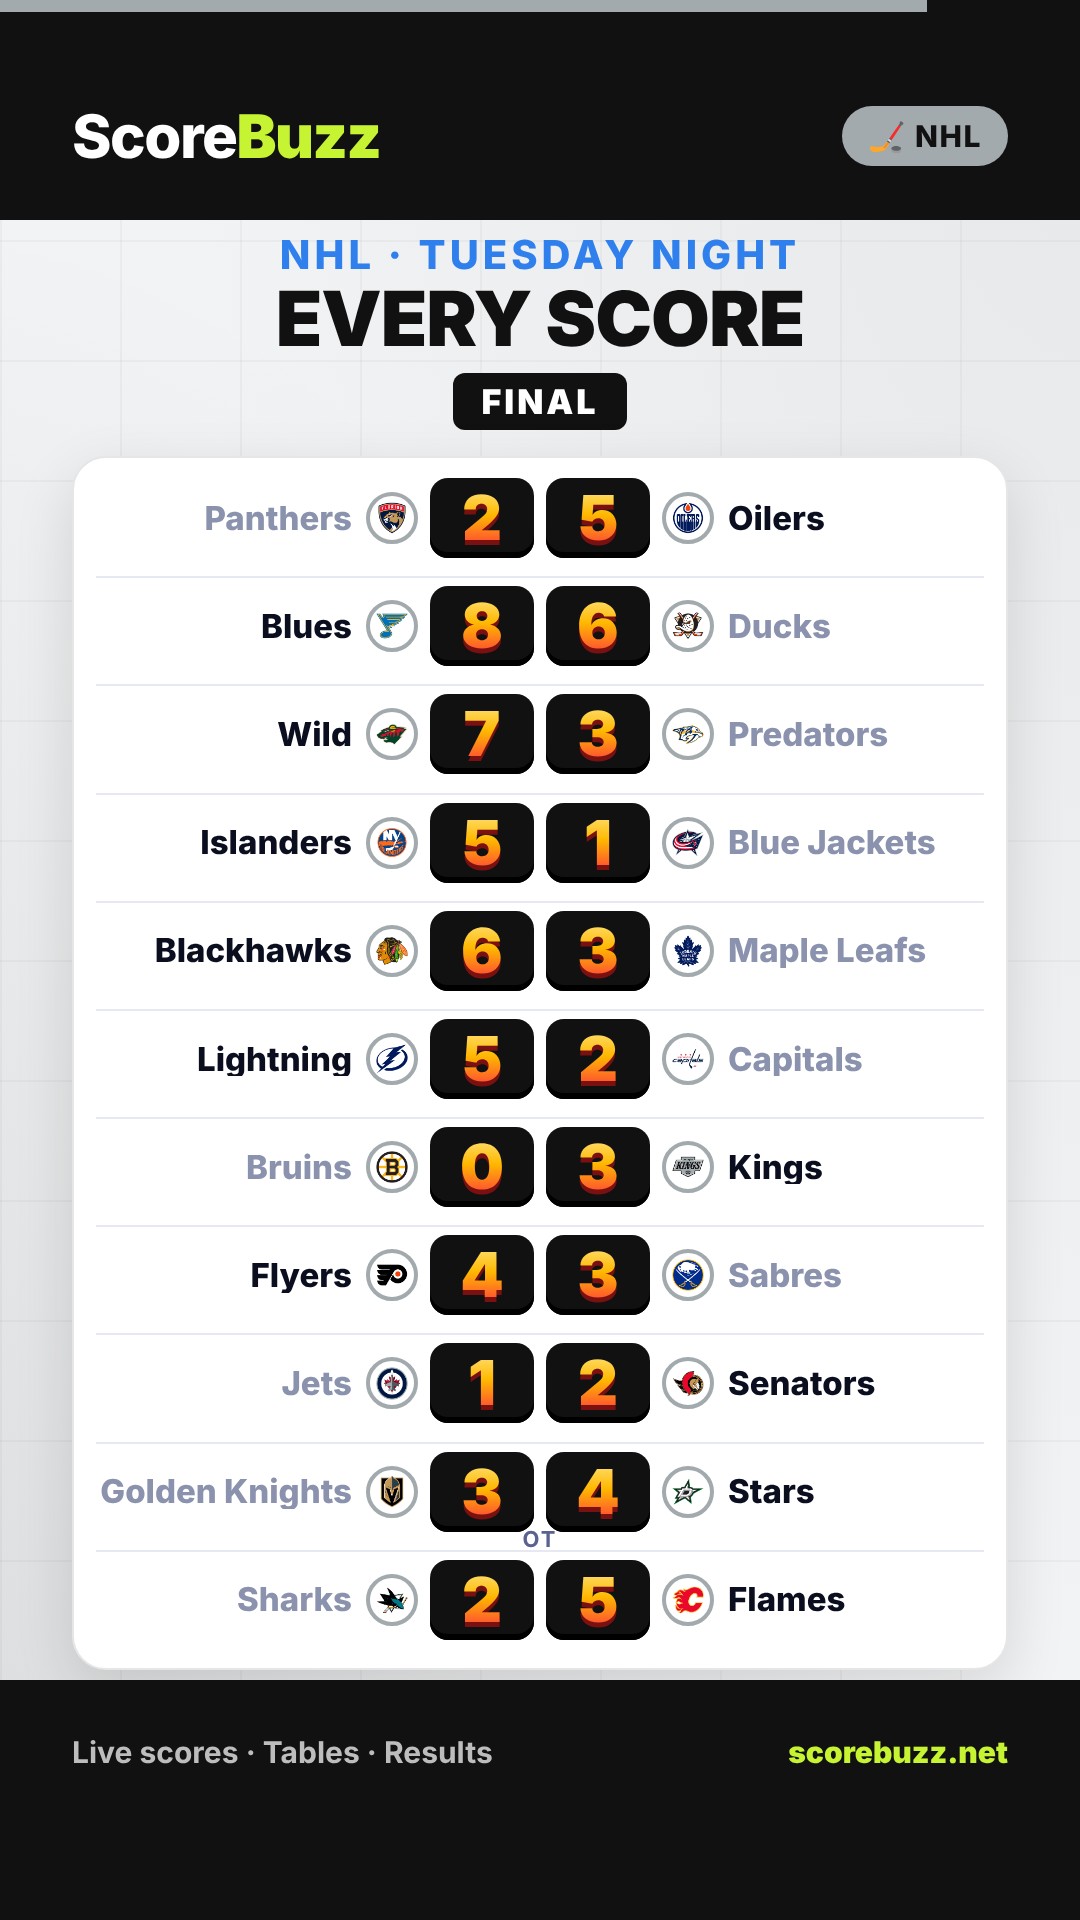 ScoreBuzz
NHL
NHL · TUESDAY NIGHT
EVERY SCORE
FINAL
Panthers 2 5 Oilers
Blues 8 6 Ducks
Wild 7 3 Predators
Islanders 5 1 Blue Jackets
Blackhawks 6 3 Maple Leafs
Lightning 5 2 Capitals
Bruins 0 3 Kings
Flyers 4 3 Sabres
Jets 1 2 Senators
Golden Knights 3 4 Stars
OT
Sharks 2 5 Flames
Live scores · Tables · Results
scorebuzz.net